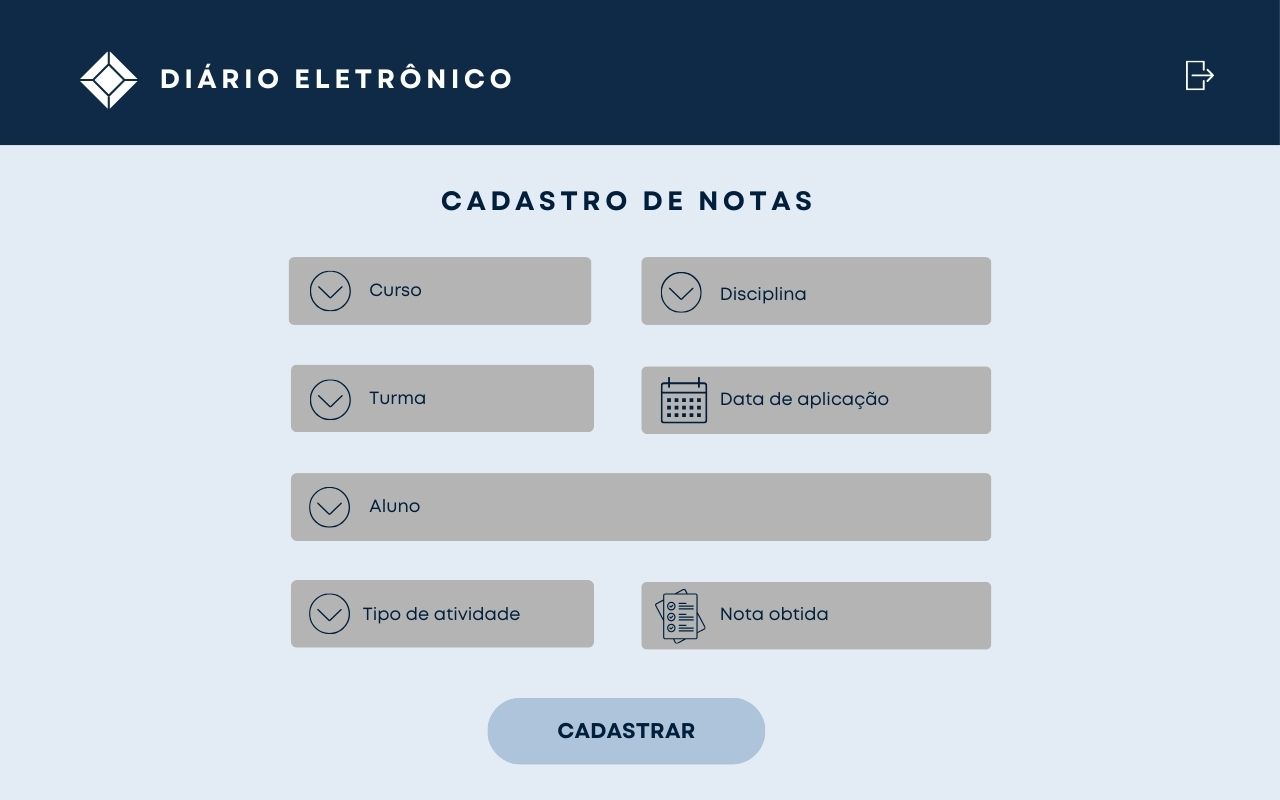 DIÁRIO ELETRÔNICO
CADASTRO DE NOTAS
Curso
Disciplina
Turma
Data de aplicação
Aluno
Tipo de atividade
Nota obtida
CADASTRAR